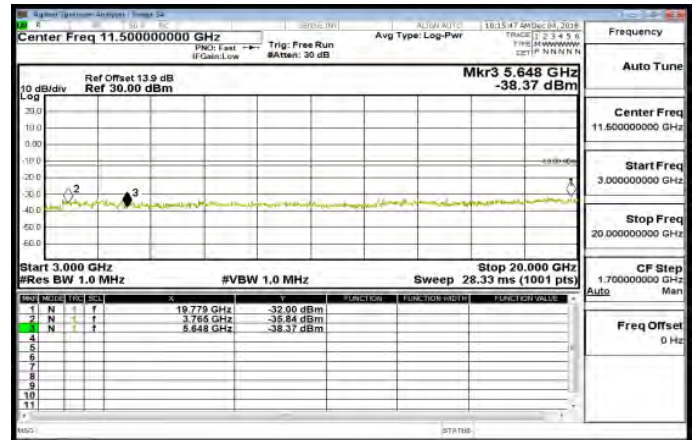 Agilent Spectrum Analyzer - Swept SA
Center Freq 11.500000000 GHz
PNO: Fast
IFGain:Low
SENSE:INT
Trig: Free Run
#Atten: 30 dB
ALIGN AUTO
Avg Type: Log-Pwr
10:15:47 AM Dec 04, 2018
TRACE 1 2 3 4 5 6
TYPE MWWWWW
DET P NNNNN
Ref Offset 13.9 dB
10 dB/div Ref 30.00 dBm
Log
Mkr3 5.648 GHz
-38.37 dBm
20.0
10.0
0.00
-10.0
-20.0
-30.0
-40.0
-50.0
-60.0
2
3
1
Start 3.000 GHz
Stop 20.000 GHz
#Res BW 1.0 MHz
#VBW 1.0 MHz
Sweep 28.33 ms (1001 pts)
MKR MODE TRC SCL X Y FUNCTION FUNCTION WIDTH FUNCTION VALUE
1 N 1 f 19.779 GHz -32.00 dBm
2 N 1 f 3.765 GHz -35.84 dBm
3 N 1 f 5.648 GHz -38.37 dBm
4
5
6
7
8
9
10
11
MSG
STATUS
Frequency
Auto Tune
Center Freq
11.500000000 GHz
Start Freq
3.000000000 GHz
Stop Freq
20.000000000 GHz
CF Step
1.700000000 GHz
Auto Man
Freq Offset
0 Hz